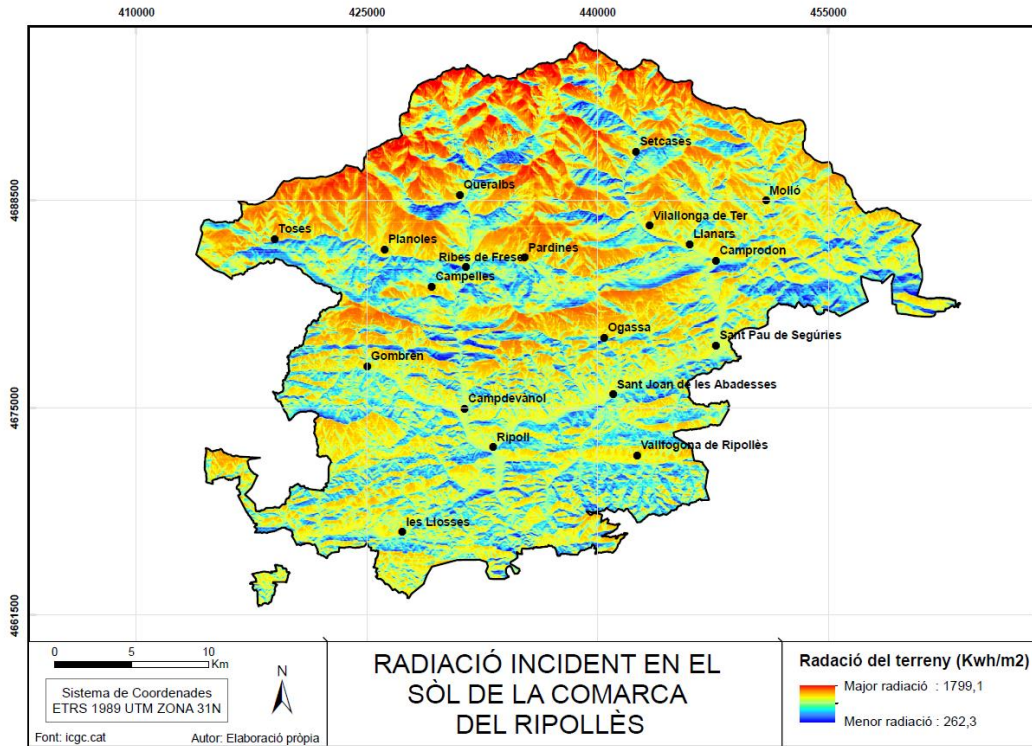 410000 425000 440000 455000
4688500
4675000
4661500
Setcases
Queralbs
Molló
Vilallonga de Ter
Toses
Llanars
Planoles
Pardines
Camprodon
Ribes de Freser
Campelles
Ogassa
Sant Pau de Segúries
Gombrèn
Sant Joan de les Abadesses
Campdevànol
Ripoll
Vallfogona de Ripollès
les Llosses
0 5 10
Km
Sistema de Coordenades
ETRS 1989 UTM ZONA 31N
Font: icgc.cat Autor: Elaboració pròpia
N
RADIACIÓ INCIDENT EN EL
SÒL DE LA COMARCA
DEL RIPOLLÈS
Radació del terreny (Kwh/m2)
Major radiació : 1799,1
Menor radiació : 262,3